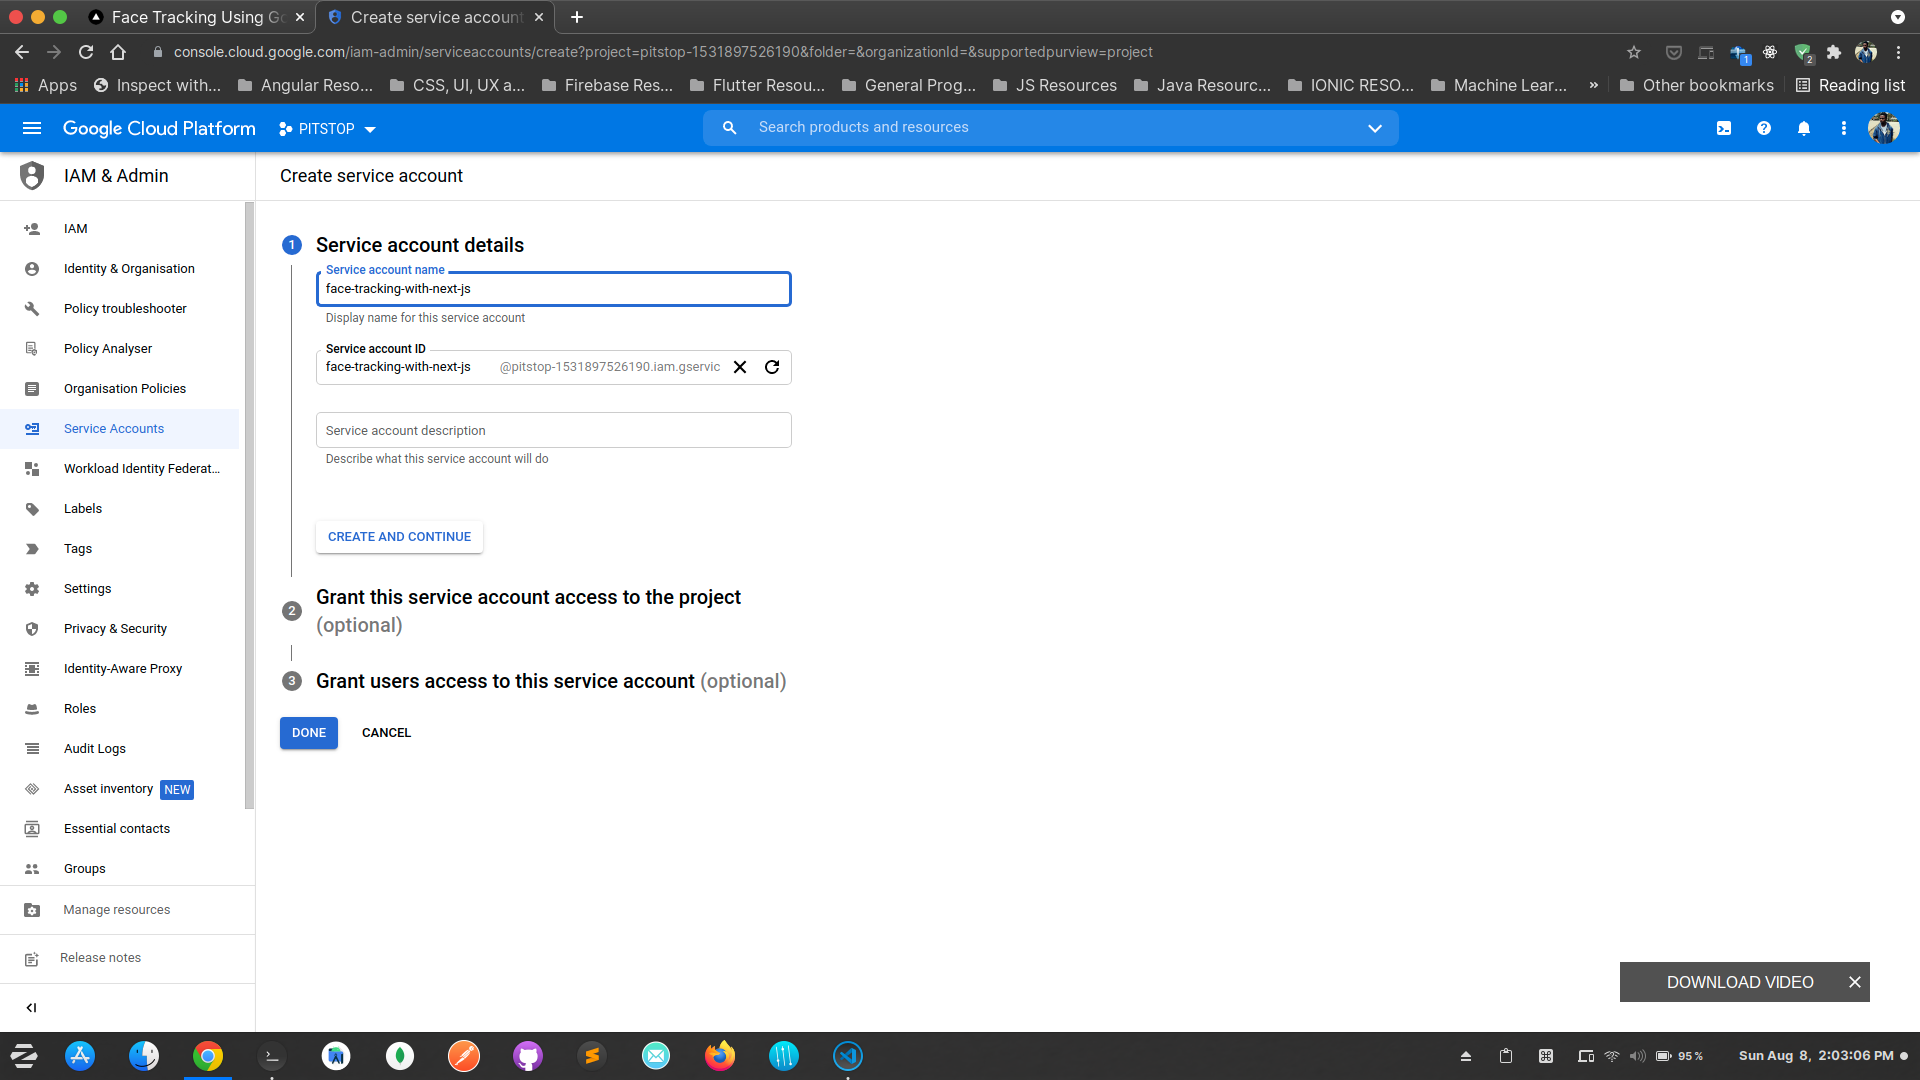 Face Tracking Using Go
Create service account
console.cloud.google.com/iam-admin/serviceaccounts/create?project=pitstop-1531897526190&folder=&organizationId=&supportedpurview=project
1
2
Apps
Inspect with...
Angular Reso...
CSS, UI, UX a...
Firebase Res...
Flutter Resou...
General Prog...
JS Resources
Java Resourc...
IONIC RESO...
Machine Lear...
»
Other bookmarks
Reading list
Google Cloud Platform
PITSTOP
Search products and resources
IAM & Admin
Create service account
IAM
Identity & Organisation
Policy troubleshooter
Policy Analyser
Organisation Policies
Service Accounts
Workload Identity Federat...
Labels
Tags
Settings
Privacy & Security
Identity-Aware Proxy
Roles
Audit Logs
Asset inventory NEW
Essential contacts
Groups
Manage resources
Release notes
1 Service account details
Service account name
face-tracking-with-next-js
Display name for this service account
Service account ID
face-tracking-with-next-js @pitstop-1531897526190.iam.gservic
Service account description
Describe what this service account will do
CREATE AND CONTINUE
2 Grant this service account access to the project
(optional)
3 Grant users access to this service account (optional)
DONE
CANCEL
DOWNLOAD VIDEO
95 %
Sun Aug 8, 2:03:06 PM